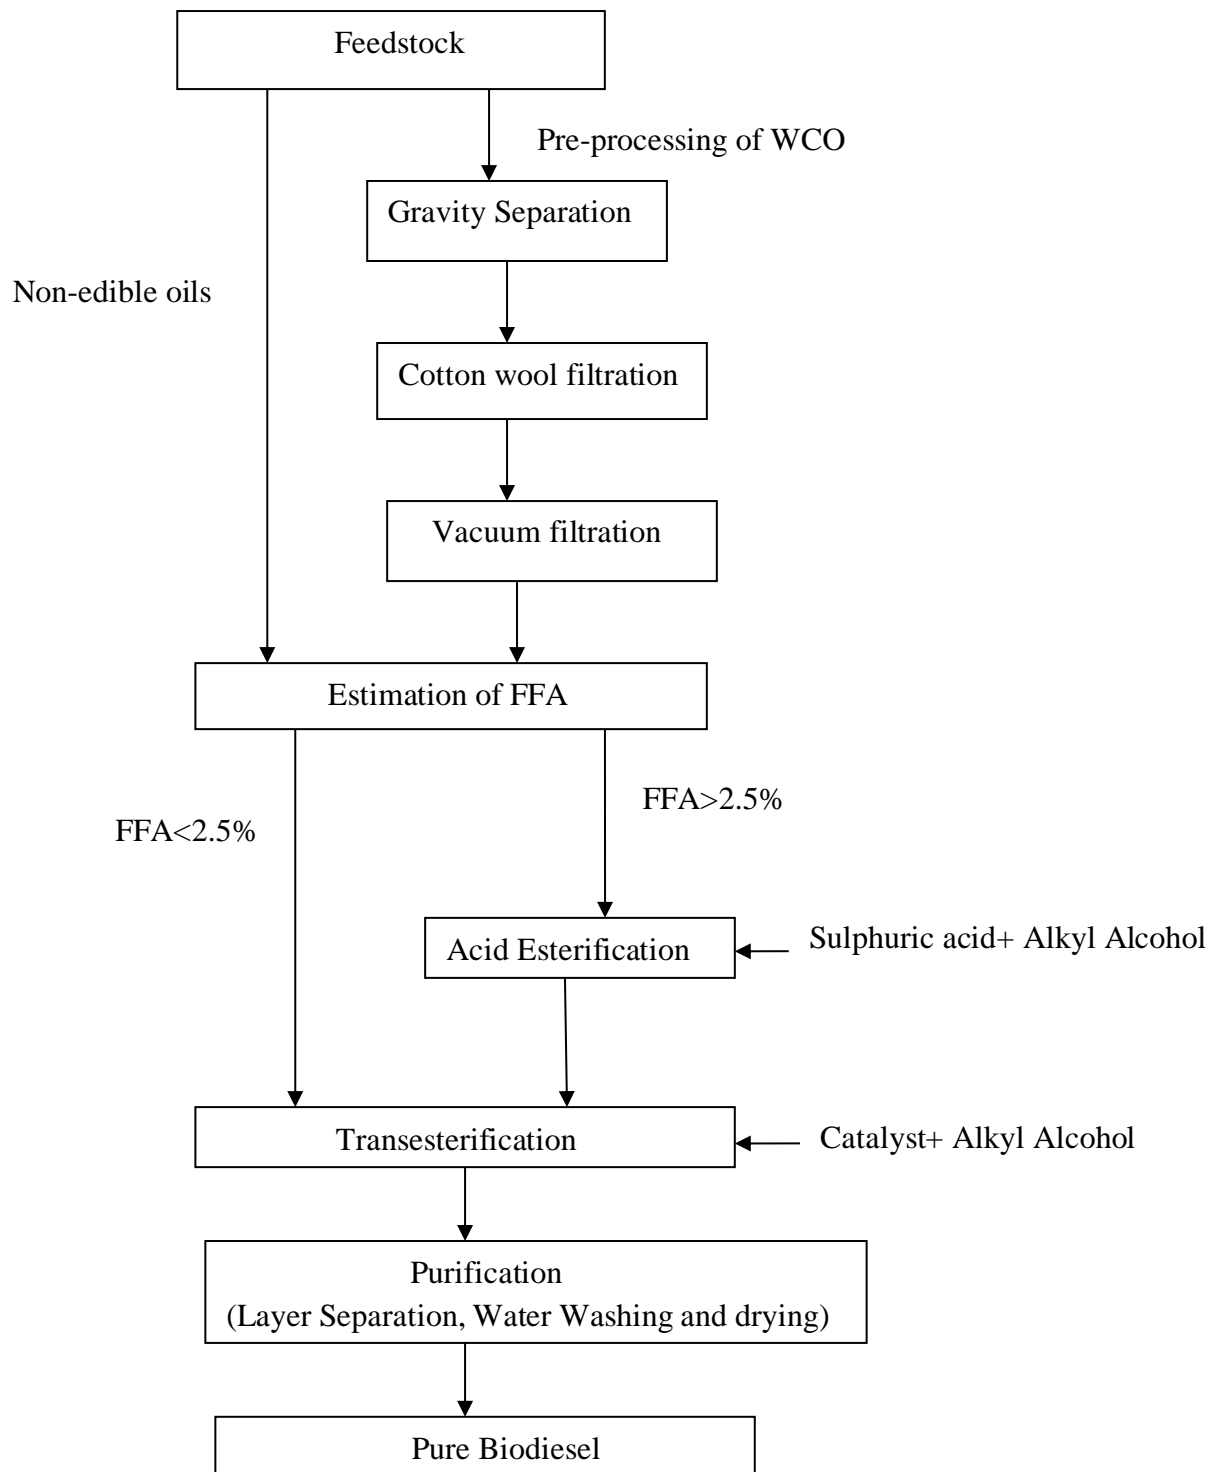 Feedstock
Pre-processing of WCO
Gravity Separation
Non-edible oils
Cotton wool filtration
Vacuum filtration
Estimation of FFA
FFA>2.5%
FFA<2.5%
Sulphuric acid+ Alkyl Alcohol
Acid Esterification
Catalyst+ Alkyl Alcohol
Transesterification
Purification
(Layer Separation, Water Washing and drying)
Pure Biodiesel